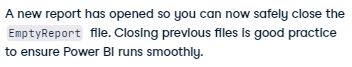 A new report has opened so you can now safely close the
EmptyReport file. Closing previous files is good practice
to ensure Power BI runs smoothly.